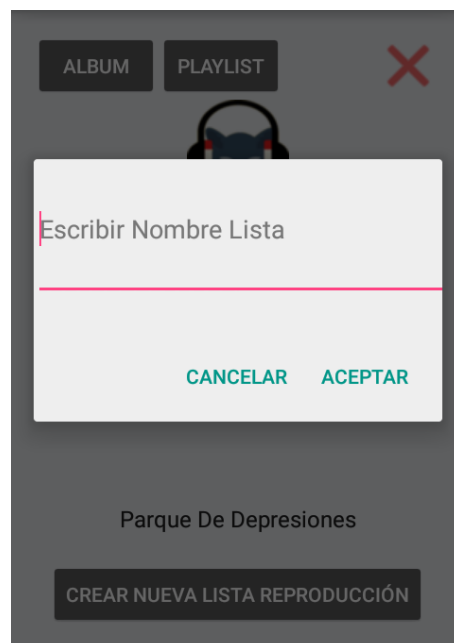 ALBUM PLAYLIST
Escribir Nombre Lista
CANCELAR ACEPTAR
Parque De Depresiones
CREAR NUEVA LISTA REPRODUCCIÓN